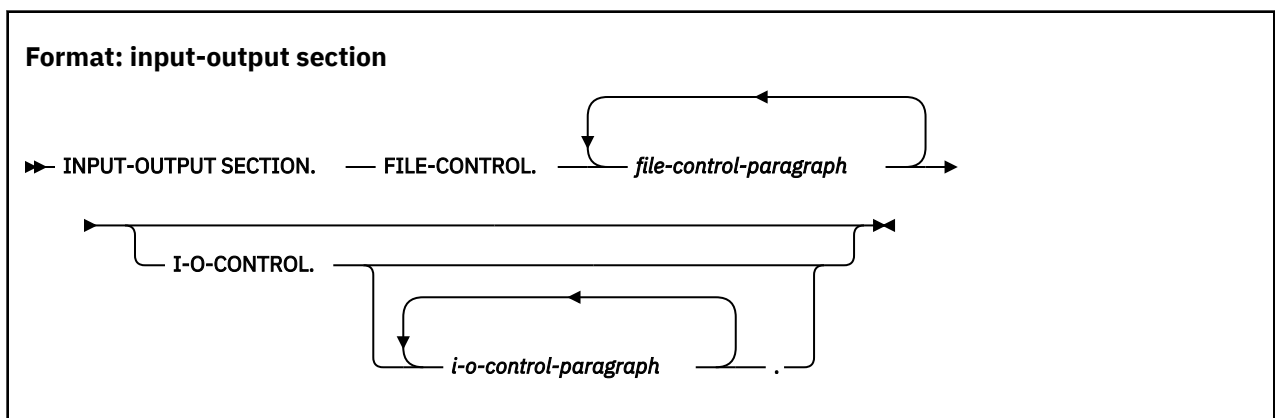 Format: input-output section
INPUT-OUTPUT SECTION. FILE-CONTROL. file-control-paragraph
I-O-CONTROL.
i-o-control-paragraph .